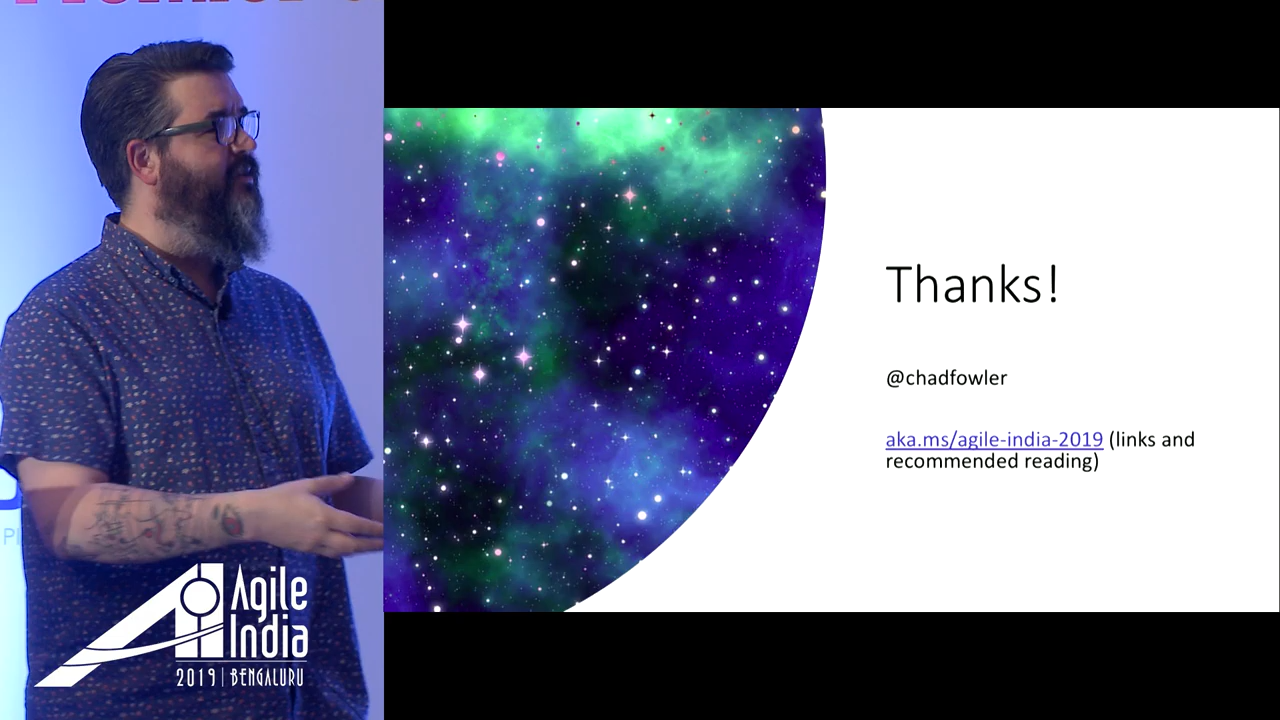 Thanks!
@chadfowler
aka.ms/agile-india-2019 (links and
recommended reading)
Agile
India
2019 | BENGALURU